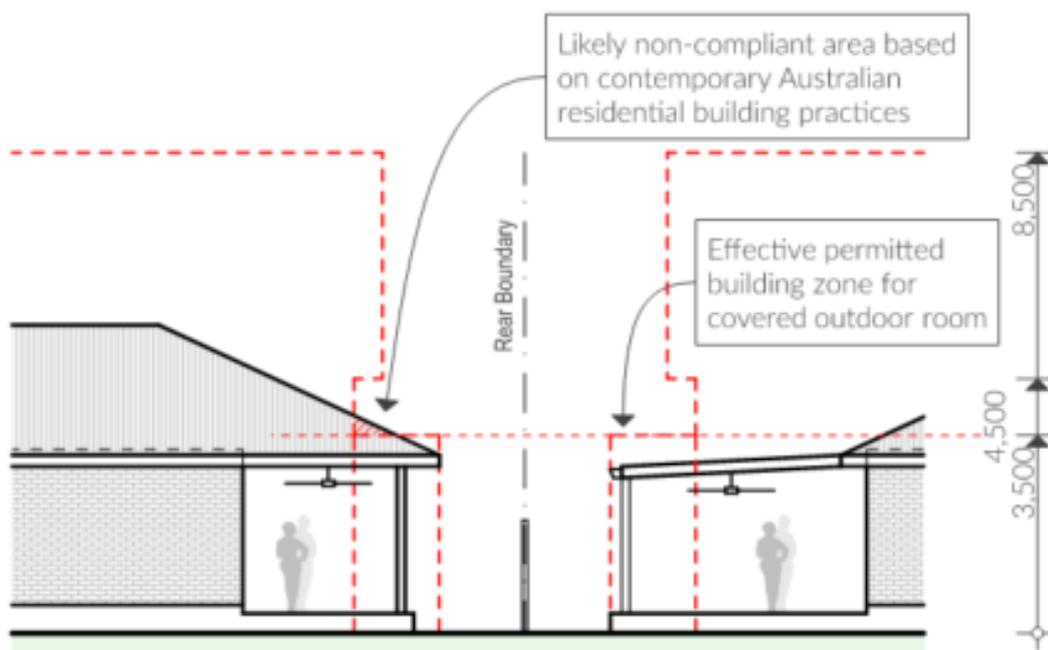 Likely non-compliant area based
on contemporary Australian
residential building practices
Rear Boundary
Effective permitted
building zone for
covered outdoor room
8,500
4,500
3,500